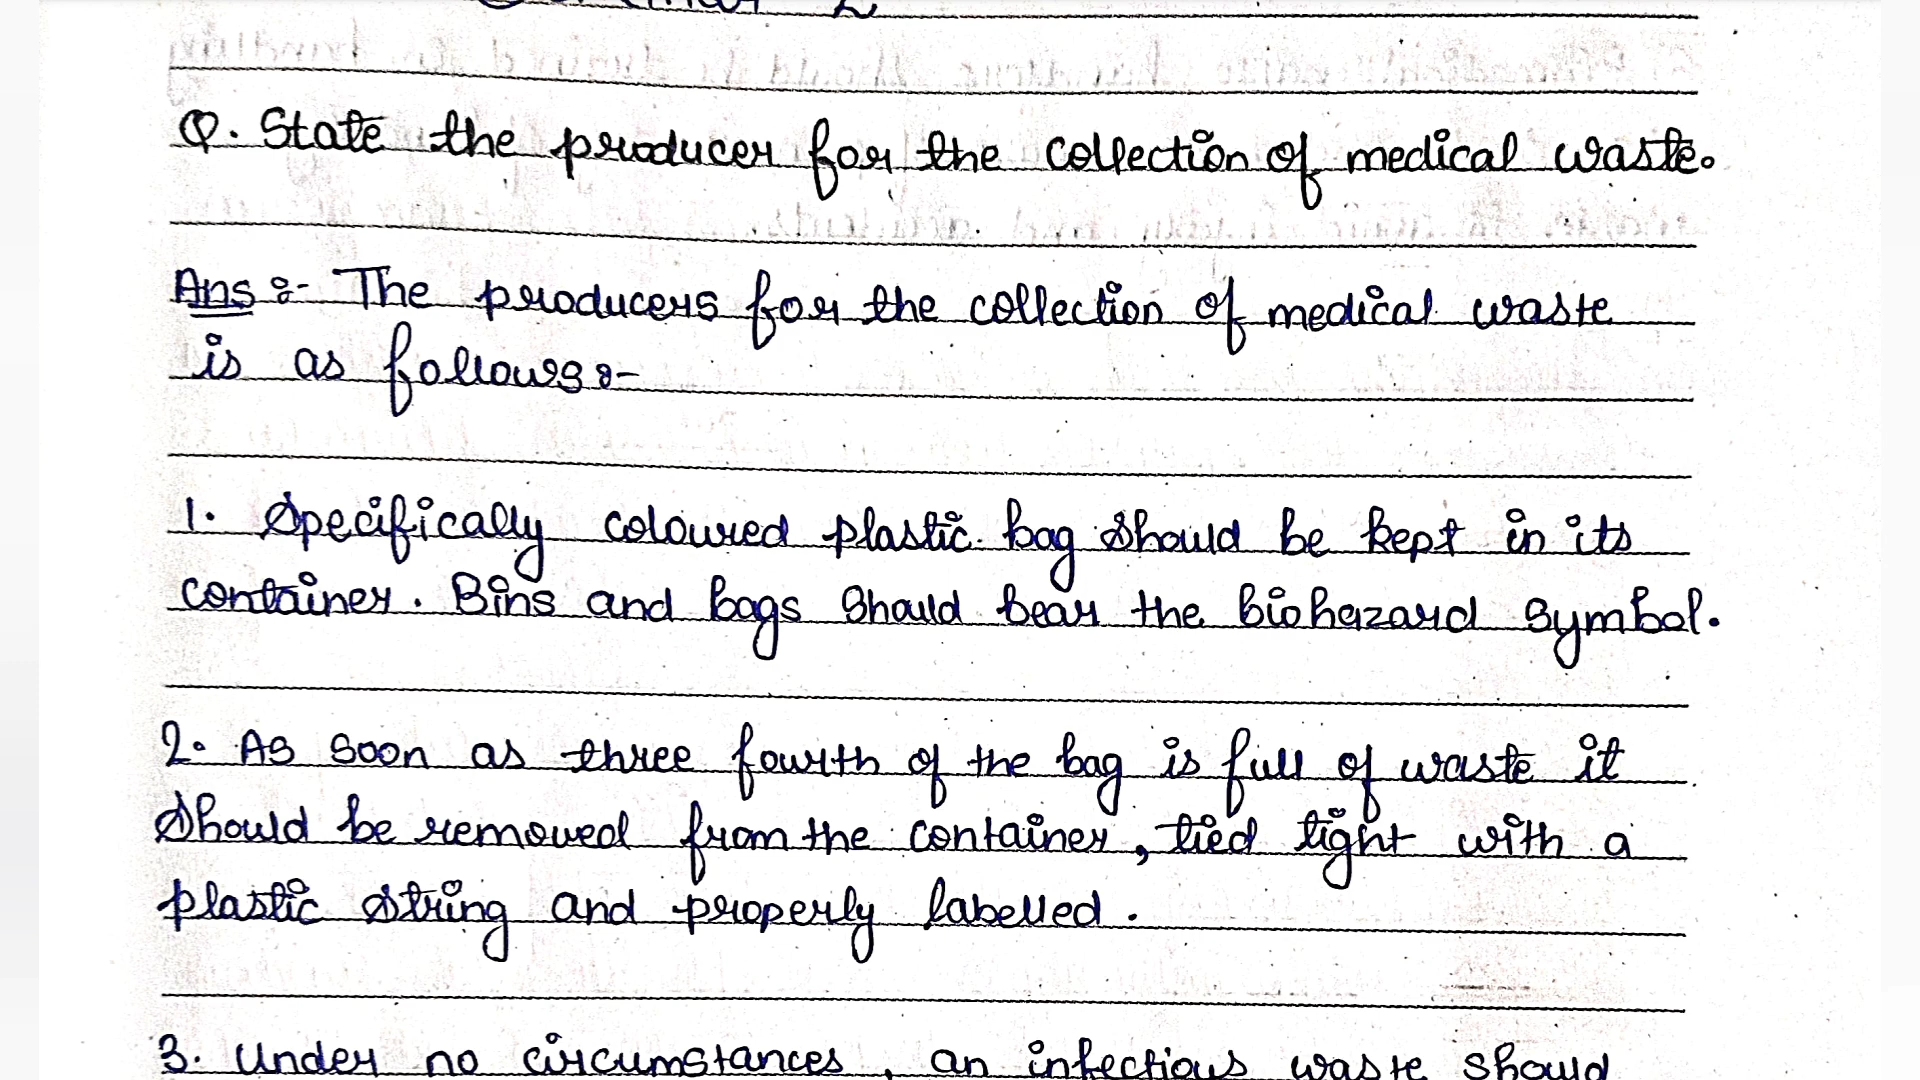 Q. State the producer for the collection of medical waste.
Ans :- The producers for the collection of medical waste
is as follows :-
1. Specifically coloured plastic bag should be kept in its
container. Bins and bags should bear the biohazard symbol.
2. As soon as three fourth of the bag is full of waste it
should be removed from the container, tied tight with a
plastic string and properly labelled.
3. Under no circumstances, an infectious waste should